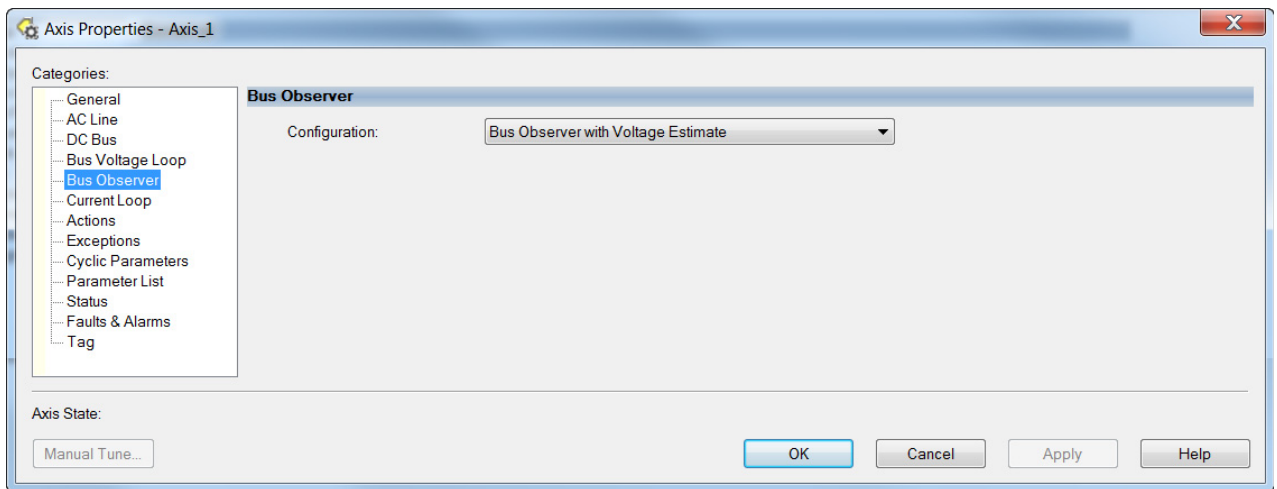 Axis Properties - Axis_1
X
Categories:
General
AC Line
DC Bus
Bus Voltage Loop
Bus Observer
Current Loop
Actions
Exceptions
Cyclic Parameters
Parameter List
Status
Faults & Alarms
Tag
Bus Observer
Configuration: Bus Observer with Voltage Estimate
Axis State:
Manual Tune... OK Cancel Apply Help